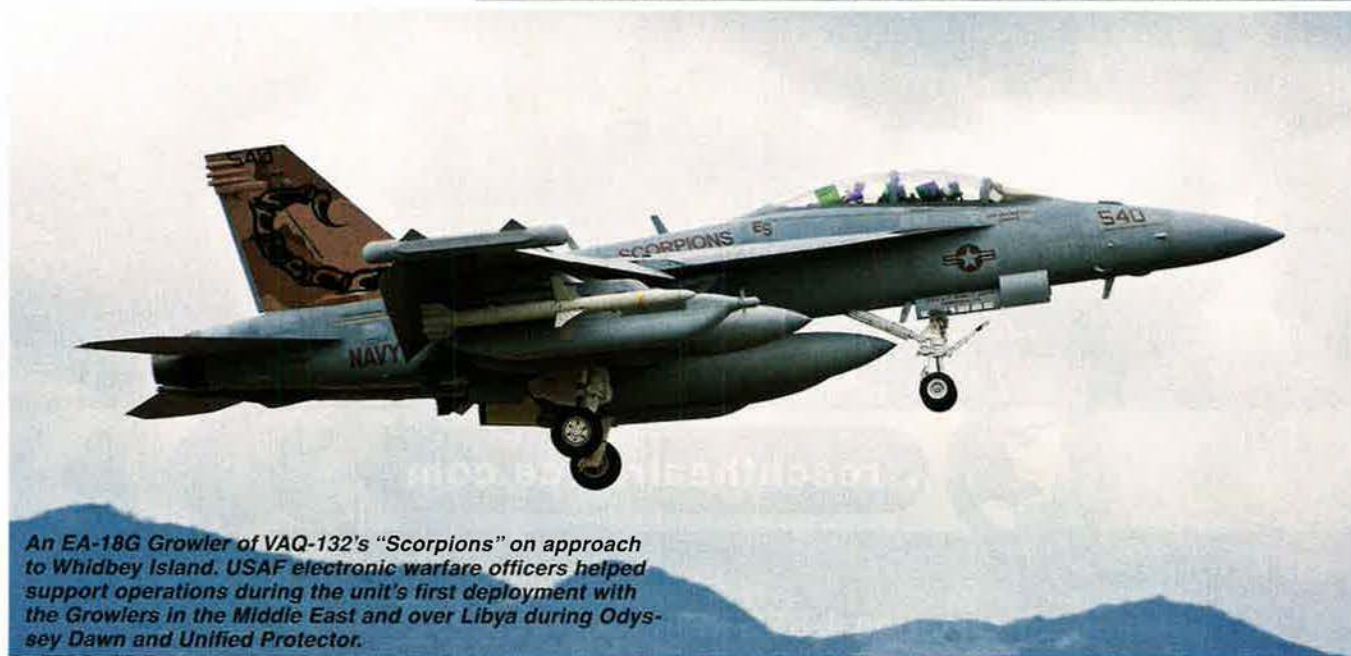 540
SCORPIONS
ES
540
NAVY
An EA-18G Growler of VAQ-132's "Scorpions" on approach
to Whidbey Island. USAF electronic warfare officers helped
support operations during the unit's first deployment with
the Growlers in the Middle East and over Libya during Odys-
sey Dawn and Unified Protector.